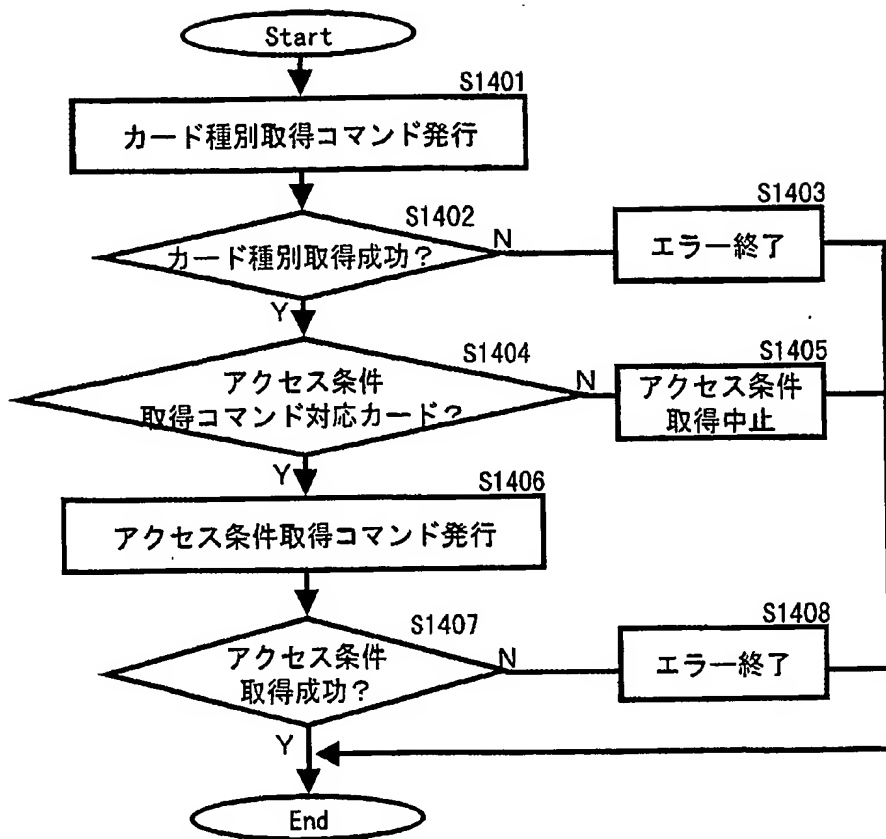 Start
S1401
カード種別取得コマンド発行
S1402
カード種別取得成功？
N
Y
S1403
エラー終了
S1404
アクセス条件
取得コマンド対応カード？
N
Y
S1405
アクセス条件
取得中止
S1406
アクセス条件取得コマンド発行
S1407
アクセス条件
取得成功？
N
Y
S1408
エラー終了
End